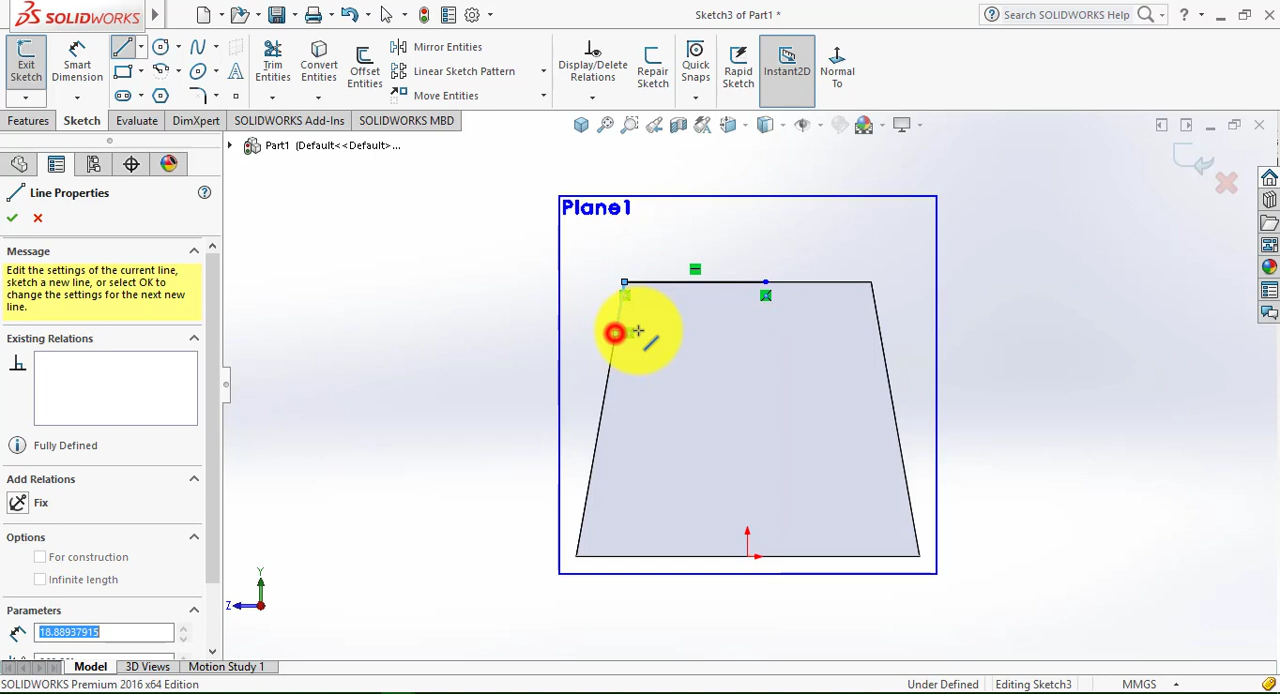 SOLIDWORKS
Sketch3 of Part1 *
Search SOLIDWORKS Help
Exit Sketch
Smart Dimension
Trim Entities
Convert Entities
Offset Entities
Mirror Entities
Linear Sketch Pattern
Move Entities
Display/Delete Relations
Repair Sketch
Quick Snaps
Rapid Sketch
Instant2D
Normal To
Features
Sketch
Evaluate
DimXpert
SOLIDWORKS Add-Ins
SOLIDWORKS MBD
Part1 (Default<<Default>...
Line Properties
Message
Edit the settings of the current line,
sketch a new line, or select OK to
change the settings for the next new
line.
Existing Relations
Fully Defined
Add Relations
Fix
Options
For construction
Infinite length
Parameters
18.88937915
Plane1
Y
Z
Model
3D Views
Motion Study 1
SOLIDWORKS Premium 2016 x64 Edition
Under Defined
Editing Sketch3
MMGS